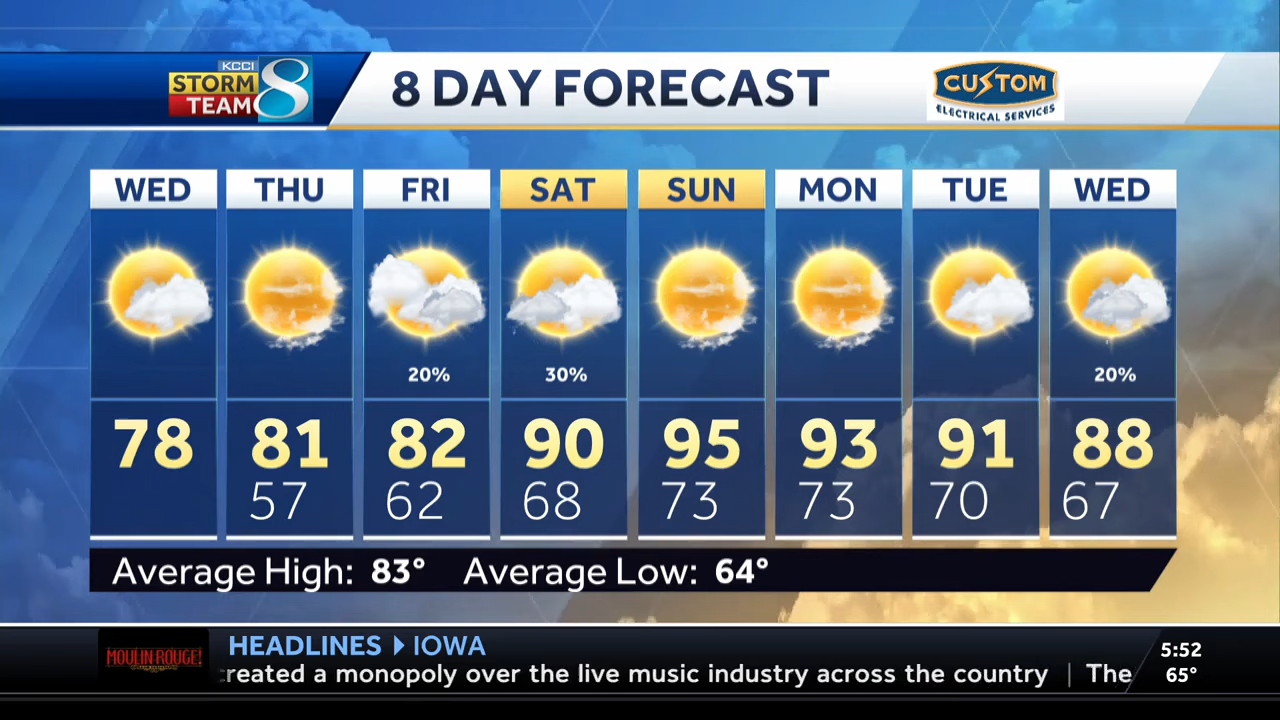 KCCI
STORM
TEAM 8
8 DAY FORECAST
CUSTOM
ELECTRICAL SERVICES
WED THU FRI SAT SUN MON TUE WED
20% 30% 20%
78 81 82 90 95 93 91 88
57 62 68 73 73 70 67
Average High: 83° Average Low: 64°
MOULIN ROUGE!
HEADLINES IOWA
created a monopoly over the live music industry across the country | The
5:52
65°